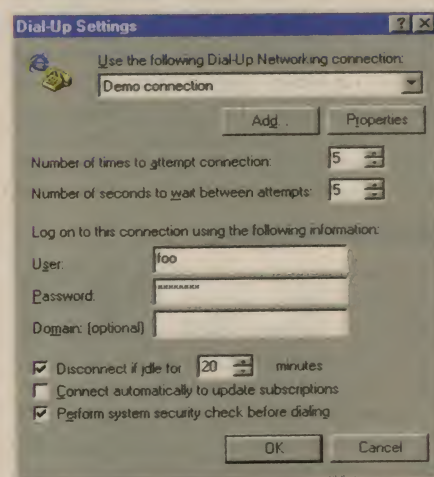 Dial-Up Settings
Use the following Dial-Up Networking connection:
Demo connection
Add...
Properties
Number of times to attempt connection: 5
Number of seconds to wait between attempts: 5
Log on to this connection using the following information:
User: foo
Password: ********
Domain: (optional)
Disconnect if idle for 20 minutes
Connect automatically to update subscriptions
Perform system security check before dialing
OK
Cancel